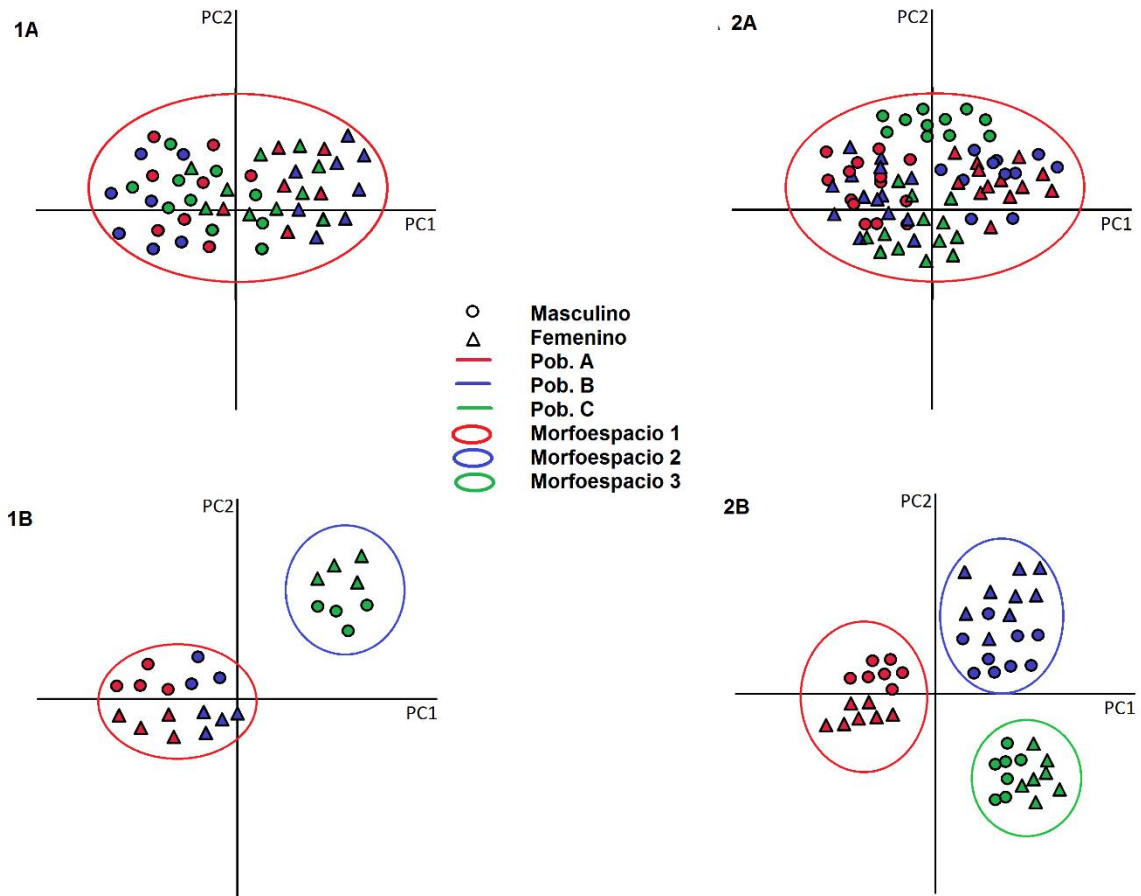 1A
PC2
PC1
2A
PC2
PC1
Masculino
Femenino
Pob. A
Pob. B
Pob. C
Morfoespacio 1
Morfoespacio 2
Morfoespacio 3
1B
PC2
PC1
2B
PC2
PC1